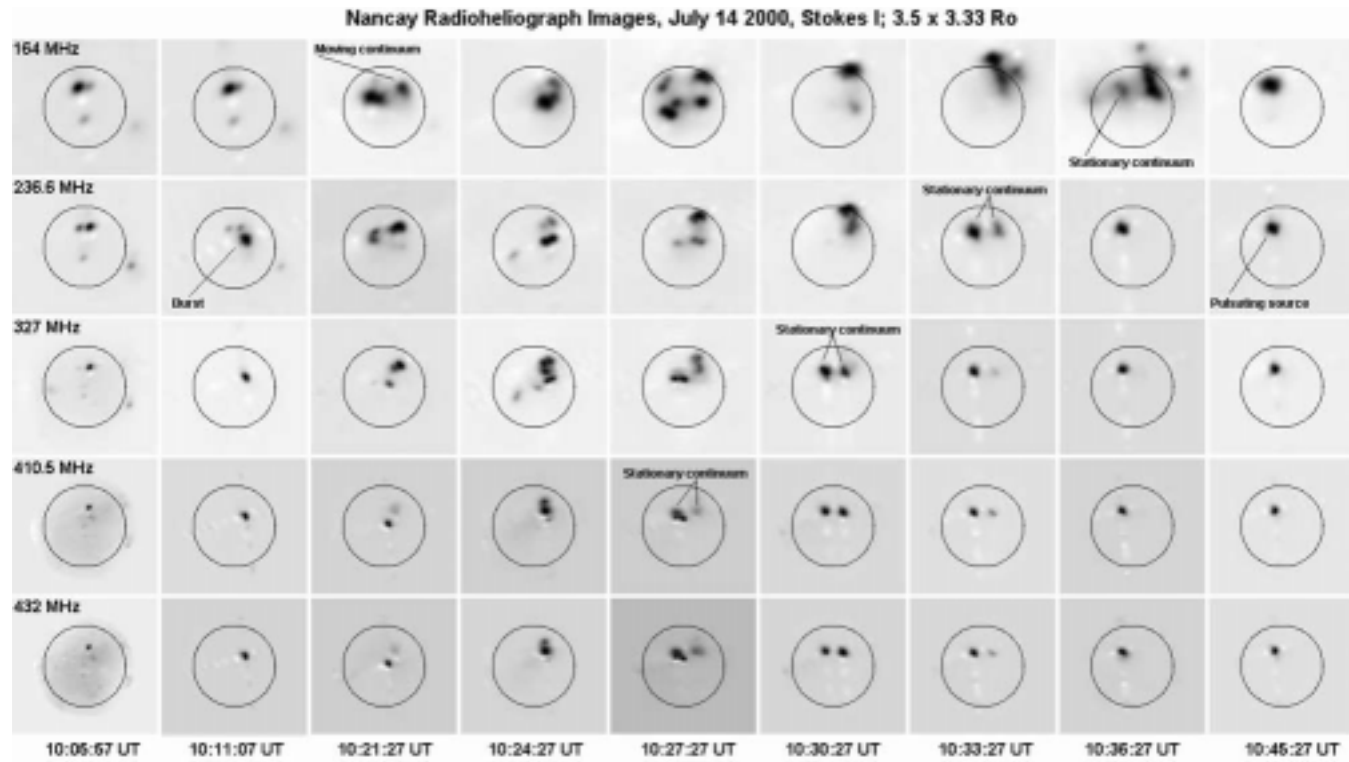 Nancay Radioheliograph Images, July 14 2000, Stokes I; 3.5 x 3.33 Ro
164 MHz
Moving continuum
Stationary continuum
236.6 MHz
Stationary continuum
Burst
Pulsating source
327 MHz
Stationary continuum
410.5 MHz
Stationary continuum
432 MHz
10:05:57 UT 10:11:07 UT 10:21:27 UT 10:24:27 UT 10:27:27 UT 10:30:27 UT 10:33:27 UT 10:36:27 UT 10:45:27 UT